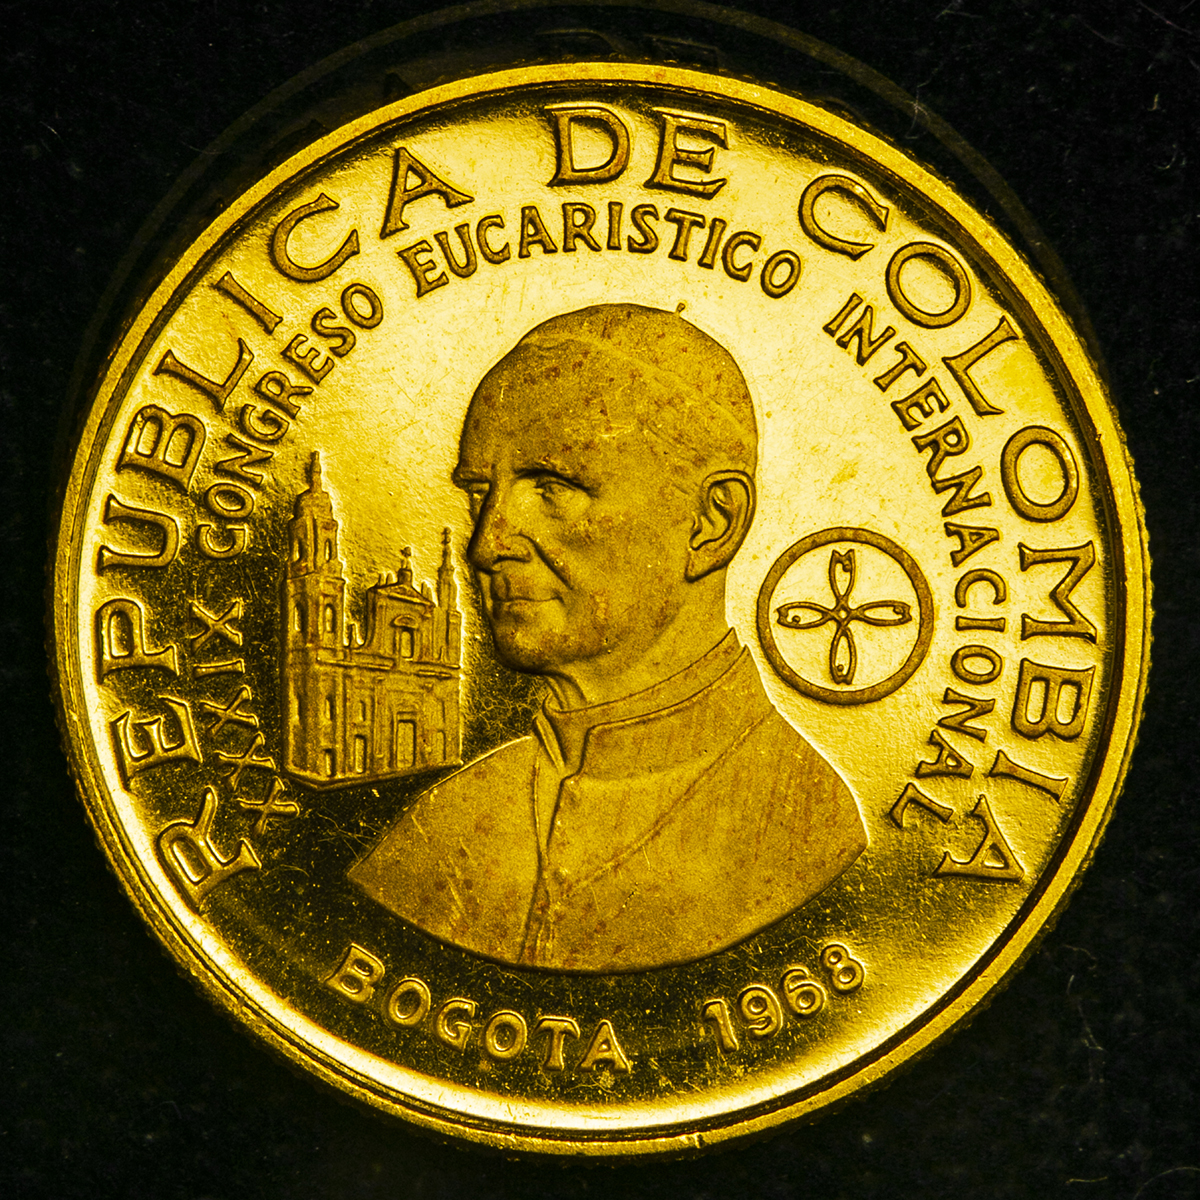 REPUBLICA DE COLOMBIA
XXXIX CONGRESO EUCARISTICO INTERNACIONAL
BOGOTA 1968